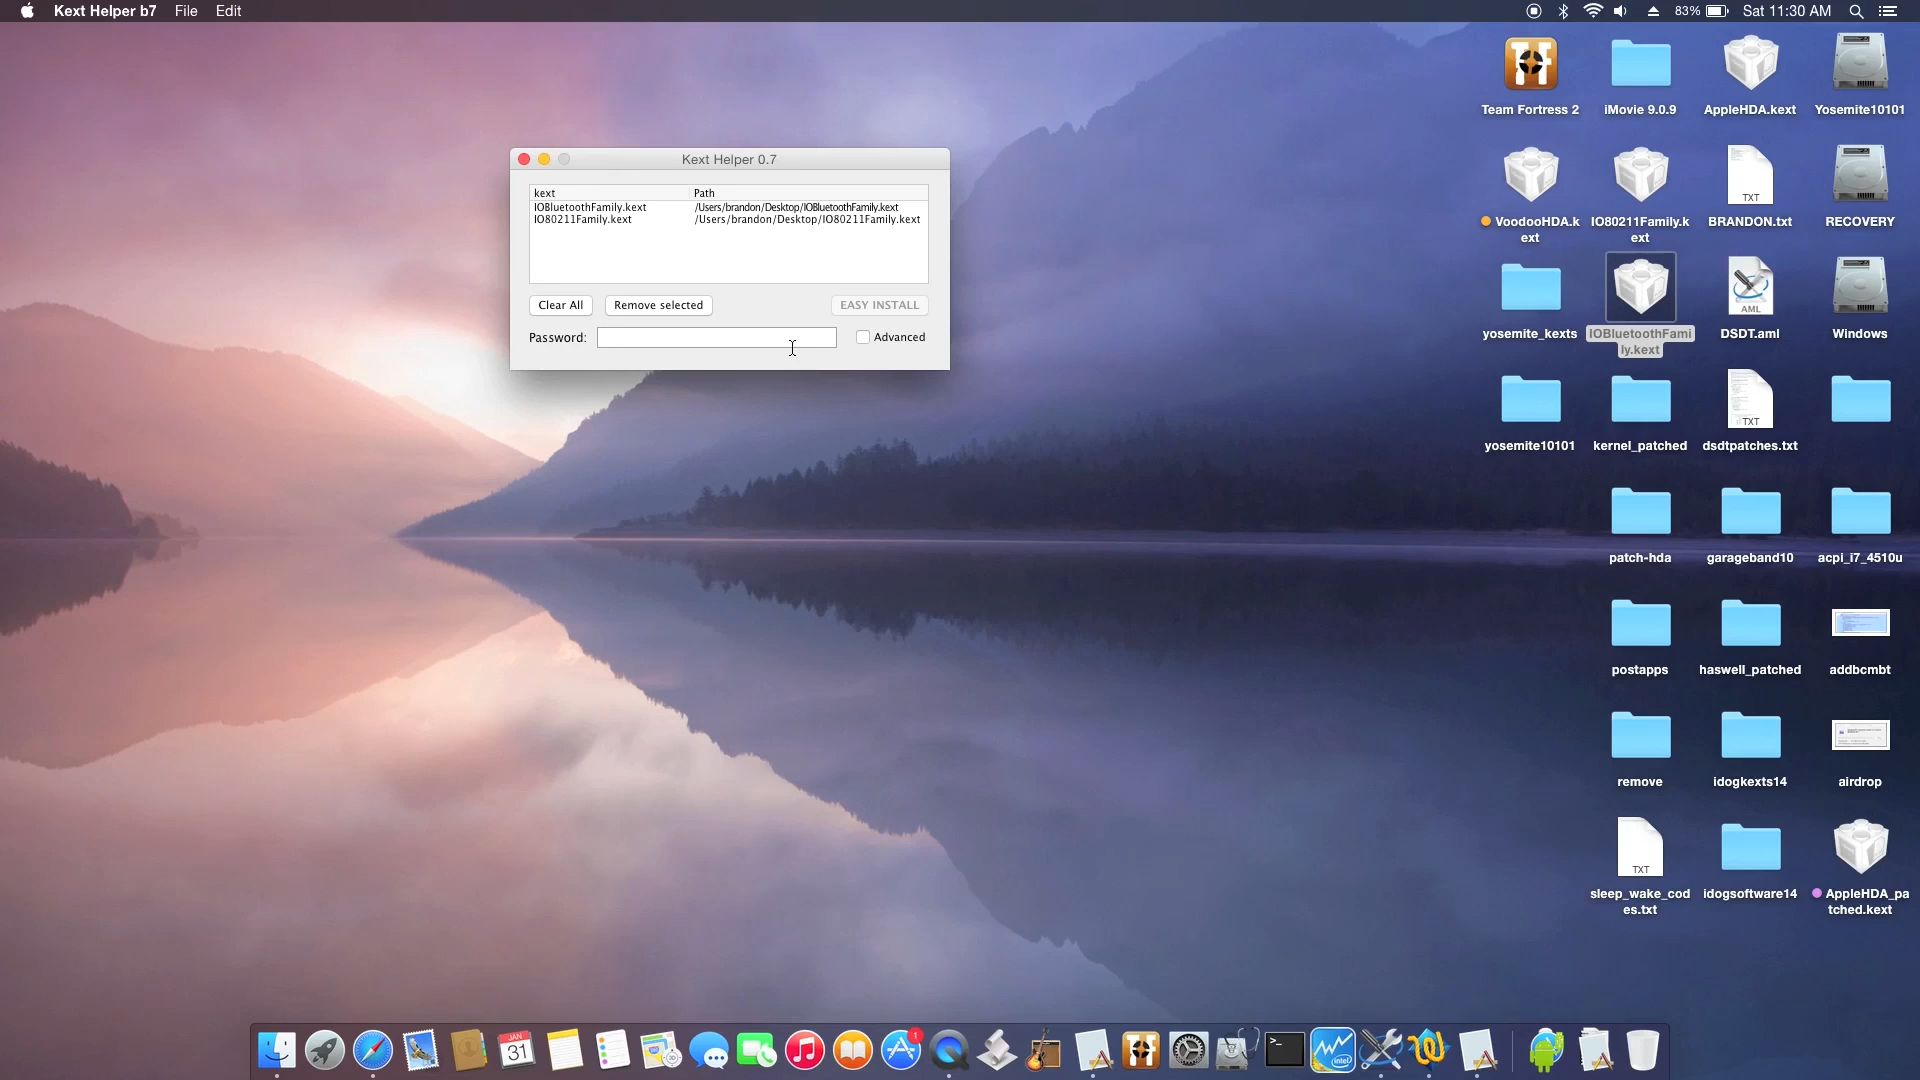 Kext Helper b7 File Edit 83% Sat 11:30 AM
Kext Helper 0.7
kext Path
IOBluetoothFamily.kext /Users/brandon/Desktop/IOBluetoothFamily.kext
IO80211Family.kext /Users/brandon/Desktop/IO80211Family.kext
Clear All Remove selected EASY INSTALL
Password: Advanced
Team Fortress 2 iMovie 9.0.9 AppleHDA.kext Yosemite10101
TXT
VoodooHDA.k IO80211Family.k BRANDON.txt RECOVERY
ext ext
AML
yosemite_kexts IOBluetoothFami DSDT.aml Windows
ly.kext
TXT
yosemite10101 kernel_patched dsdtpatches.txt
patch-hda garageband10 acpi_i7_4510u
postapps haswell_patched addbcmbt
remove idogkexts14 airdrop
TXT
sleep_wake_cod idogsoftware14 AppleHDA_pa
es.txt tched.kext
JAN
31
1
>_
intel